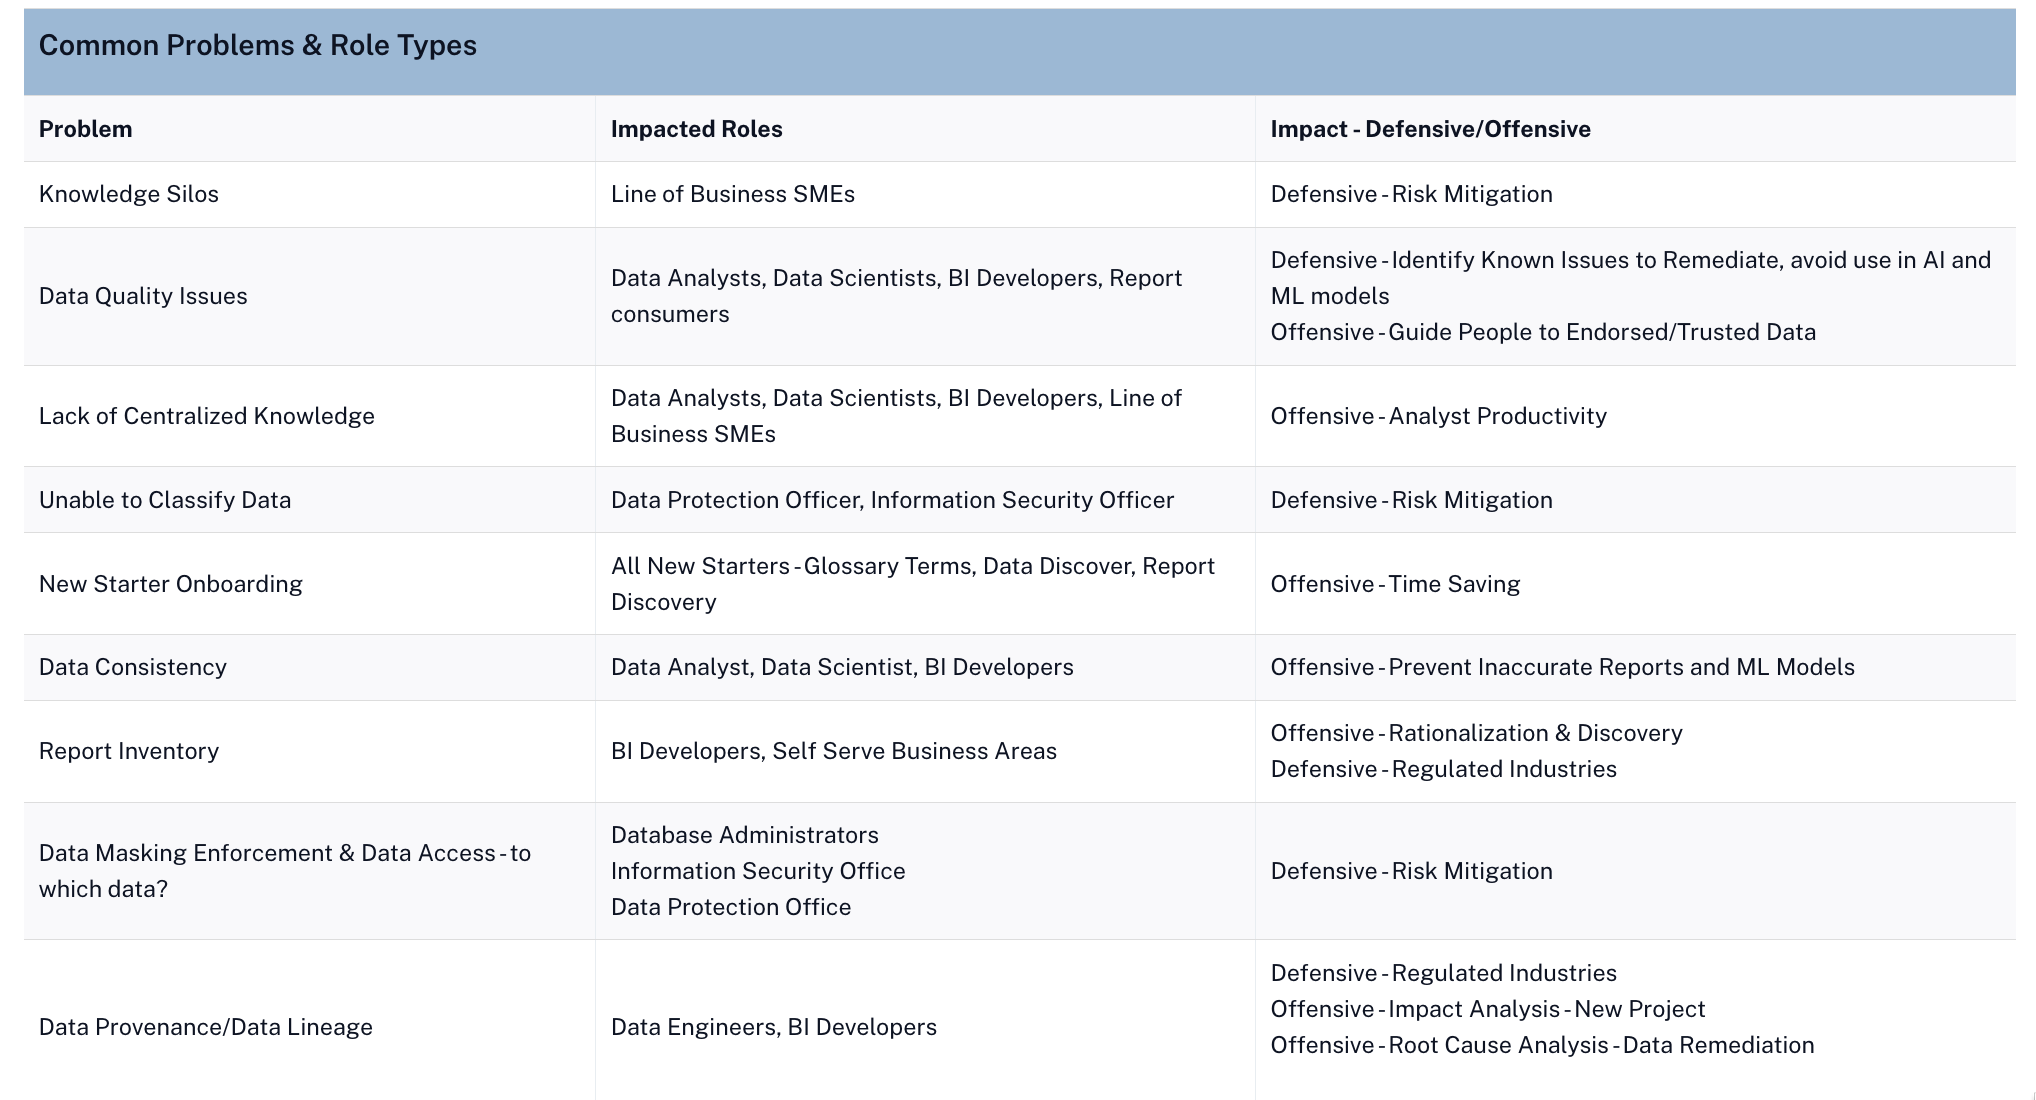 Common Problems & Role Types
Problem
Impacted Roles
Impact - Defensive/Offensive
Knowledge Silos
Line of Business SMEs
Defensive - Risk Mitigation
Data Quality Issues
Data Analysts, Data Scientists, BI Developers, Report
consumers
Defensive - Identify Known Issues to Remediate, avoid use in AI and
ML models
Offensive - Guide People to Endorsed/Trusted Data
Lack of Centralized Knowledge
Data Analysts, Data Scientists, BI Developers, Line of
Business SMEs
Offensive - Analyst Productivity
Unable to Classify Data
Data Protection Officer, Information Security Officer
Defensive - Risk Mitigation
New Starter Onboarding
All New Starters - Glossary Terms, Data Discover, Report
Discovery
Offensive - Time Saving
Data Consistency
Data Analyst, Data Scientist, BI Developers
Offensive - Prevent Inaccurate Reports and ML Models
Report Inventory
BI Developers, Self Serve Business Areas
Offensive - Rationalization & Discovery
Defensive - Regulated Industries
Data Masking Enforcement & Data Access - to
which data?
Database Administrators
Information Security Office
Data Protection Office
Defensive - Risk Mitigation
Data Provenance/Data Lineage
Data Engineers, BI Developers
Defensive - Regulated Industries
Offensive - Impact Analysis - New Project
Offensive - Root Cause Analysis - Data Remediation